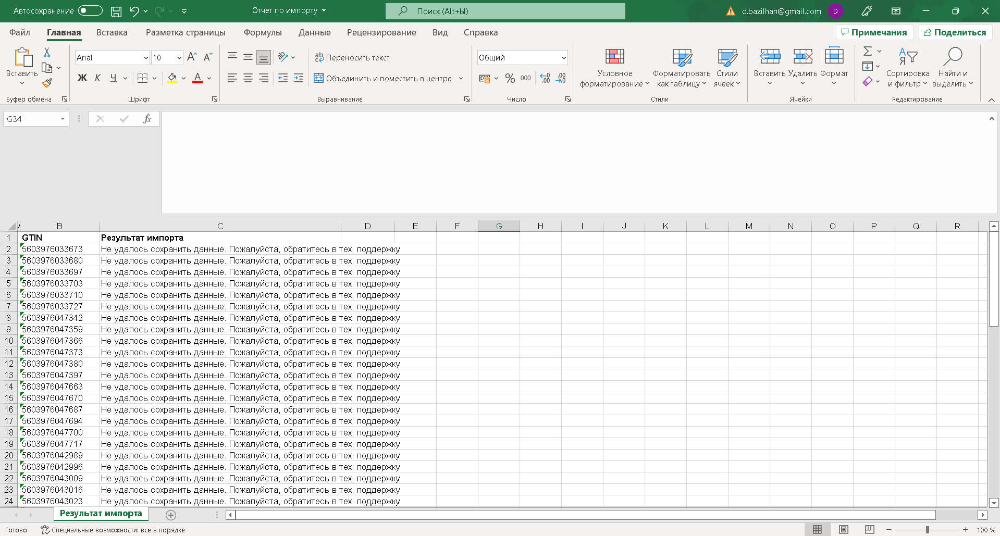 Автосохранение
Отчет по импорту
Поиск (Alt+Ы)
d.bazilhan@gmail.com
D
Файл Главная Вставка Разметка страницы Формулы Данные Рецензирование Вид Справка
Примечания Поделиться
Вставить
Буфер обмена
Arial 10
Ж К Ч
Шрифт
Переносить текст
Объединить и поместить в центре
Выравнивание
Общий
% 000
Число
Условное форматирование
Форматировать как таблицу
Стили ячеек
Стили
Вставить Удалить Формат
Ячейки
Сортировка и фильтр
Найти и выделить
Редактирование
G34
fx
A B C D E F G H I J K L M N O P Q R
1 GTIN Результат импорта
2 5603976033673 Не удалось сохранить данные. Пожалуйста, обратитесь в тех. поддержку
3 5603976033680 Не удалось сохранить данные. Пожалуйста, обратитесь в тех. поддержку
4 5603976033697 Не удалось сохранить данные. Пожалуйста, обратитесь в тех. поддержку
5 5603976033703 Не удалось сохранить данные. Пожалуйста, обратитесь в тех. поддержку
6 5603976033710 Не удалось сохранить данные. Пожалуйста, обратитесь в тех. поддержку
7 5603976033727 Не удалось сохранить данные. Пожалуйста, обратитесь в тех. поддержку
8 5603976047342 Не удалось сохранить данные. Пожалуйста, обратитесь в тех. поддержку
9 5603976047359 Не удалось сохранить данные. Пожалуйста, обратитесь в тех. поддержку
10 5603976047366 Не удалось сохранить данные. Пожалуйста, обратитесь в тех. поддержку
11 5603976047373 Не удалось сохранить данные. Пожалуйста, обратитесь в тех. поддержку
12 5603976047380 Не удалось сохранить данные. Пожалуйста, обратитесь в тех. поддержку
13 5603976047397 Не удалось сохранить данные. Пожалуйста, обратитесь в тех. поддержку
14 5603976047663 Не удалось сохранить данные. Пожалуйста, обратитесь в тех. поддержку
15 5603976047670 Не удалось сохранить данные. Пожалуйста, обратитесь в тех. поддержку
16 5603976047687 Не удалось сохранить данные. Пожалуйста, обратитесь в тех. поддержку
17 5603976047694 Не удалось сохранить данные. Пожалуйста, обратитесь в тех. поддержку
18 5603976047700 Не удалось сохранить данные. Пожалуйста, обратитесь в тех. поддержку
19 5603976047717 Не удалось сохранить данные. Пожалуйста, обратитесь в тех. поддержку
20 5603976042989 Не удалось сохранить данные. Пожалуйста, обратитесь в тех. поддержку
21 5603976042996 Не удалось сохранить данные. Пожалуйста, обратитесь в тех. поддержку
22 5603976043009 Не удалось сохранить данные. Пожалуйста, обратитесь в тех. поддержку
23 5603976043016 Не удалось сохранить данные. Пожалуйста, обратитесь в тех. поддержку
24 5603976043023 Не удалось сохранить данные. Пожалуйста, обратитесь в тех. поддержку
Результат импорта
Готово Специальные возможности: все в порядке
100 %